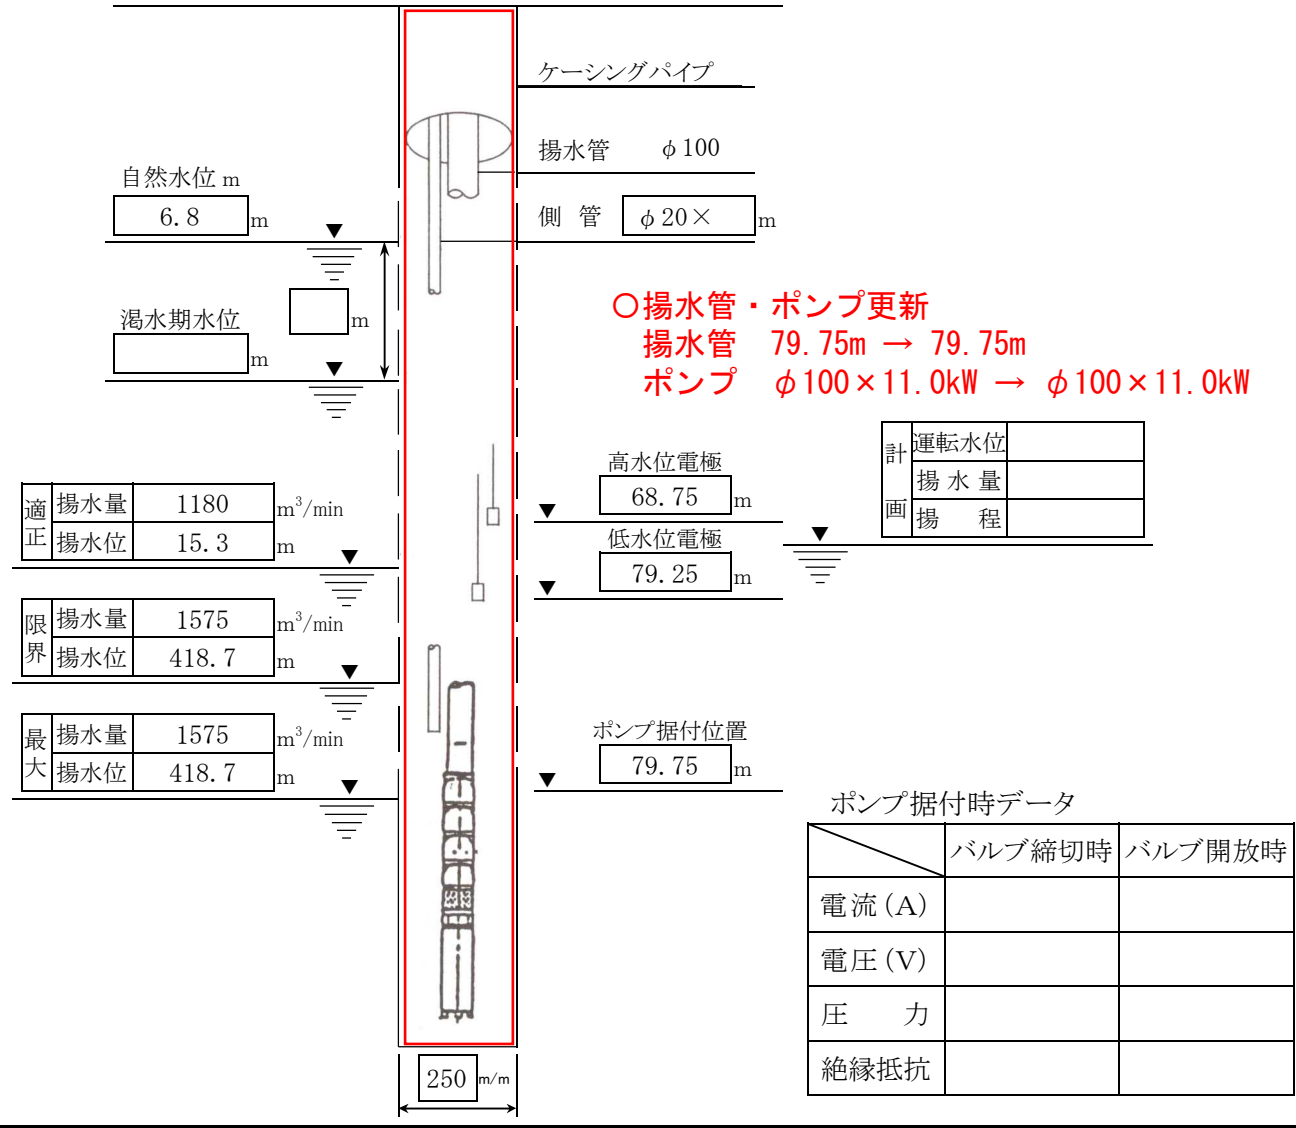 ケーシングパイプ
揚水管 φ100
自然水位 m
6.8 m
側 管 φ20× m
渇水期水位
m
m
○揚水管・ポンプ更新
揚水管 79.75m → 79.75m
ポンプ φ100×11.0kW → φ100×11.0kW
計画
運転水位
揚水量
揚 程
高水位電極
68.75 m
低水位電極
79.25 m
適正
揚水量 1180 m³/min
揚水位 15.3 m
限界
揚水量 1575 m³/min
揚水位 418.7 m
最大
揚水量 1575 m³/min
揚水位 418.7 m
ポンプ据付位置
79.75 m
ポンプ据付時データ
バルブ締切時 バルブ開放時
電流(A)
電圧(V)
圧 力
絶縁抵抗
250 m/m